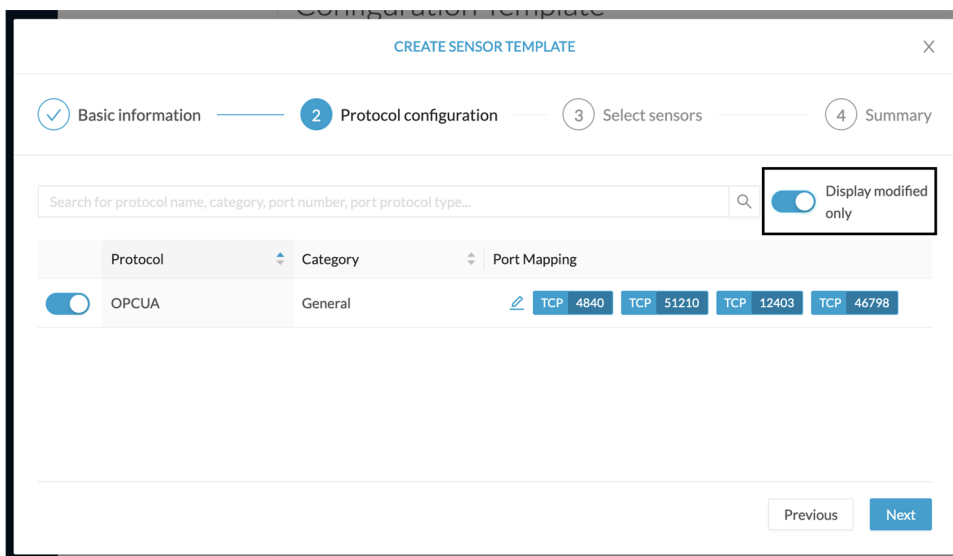 Configuration Template
CREATE SENSOR TEMPLATE
Basic information
2 Protocol configuration
3 Select sensors
4 Summary
Search for protocol name, category, port number, port protocol type...
Display modified
only
Protocol Category Port Mapping
OPCUA General TCP 4840 TCP 51210 TCP 12403 TCP 46798
Previous Next